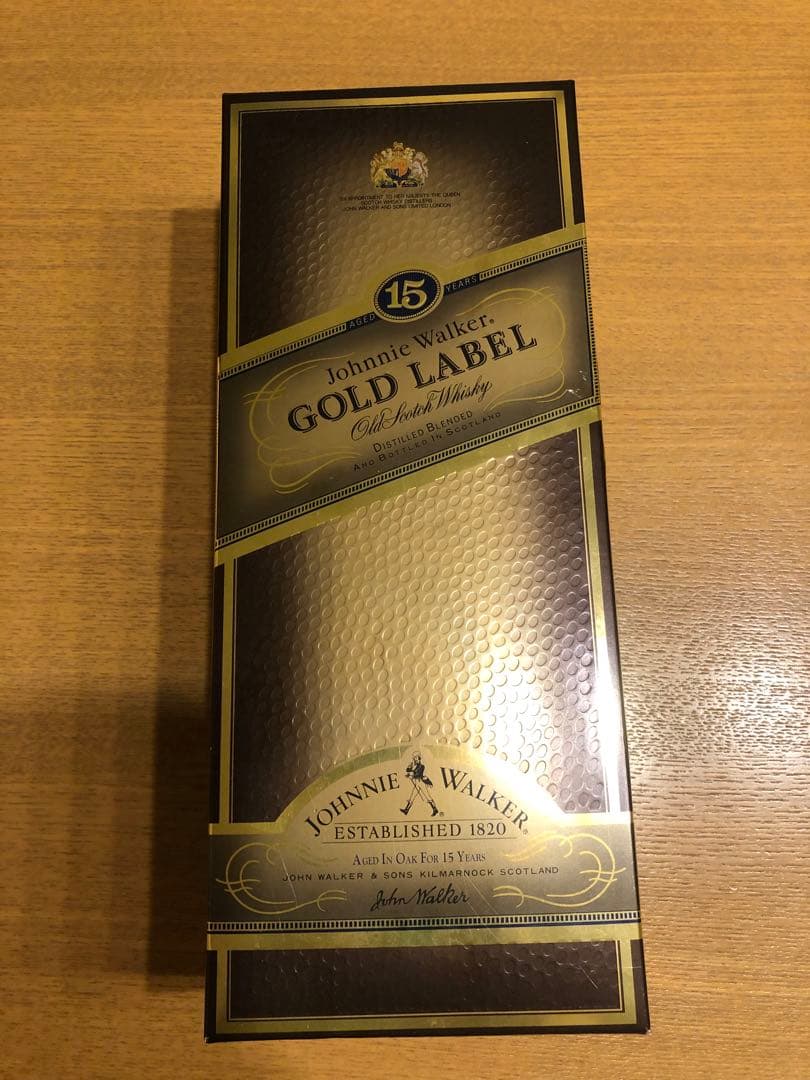 BY APPOINTMENT TO HER MAJESTY THE QUEEN
SCOTCH WHISKY DISTILLERS
JOHN WALKER AND SONS LIMITED LONDON
AGED 15 YEARS
Johnnie Walker®
GOLD LABEL
Old Scotch Whisky
DISTILLED BLENDED
AND BOTTLED IN SCOTLAND
JOHNNIE WALKER®
ESTABLISHED 1820
AGED IN OAK FOR 15 YEARS
JOHN WALKER & SONS KILMARNOCK SCOTLAND
John Walker